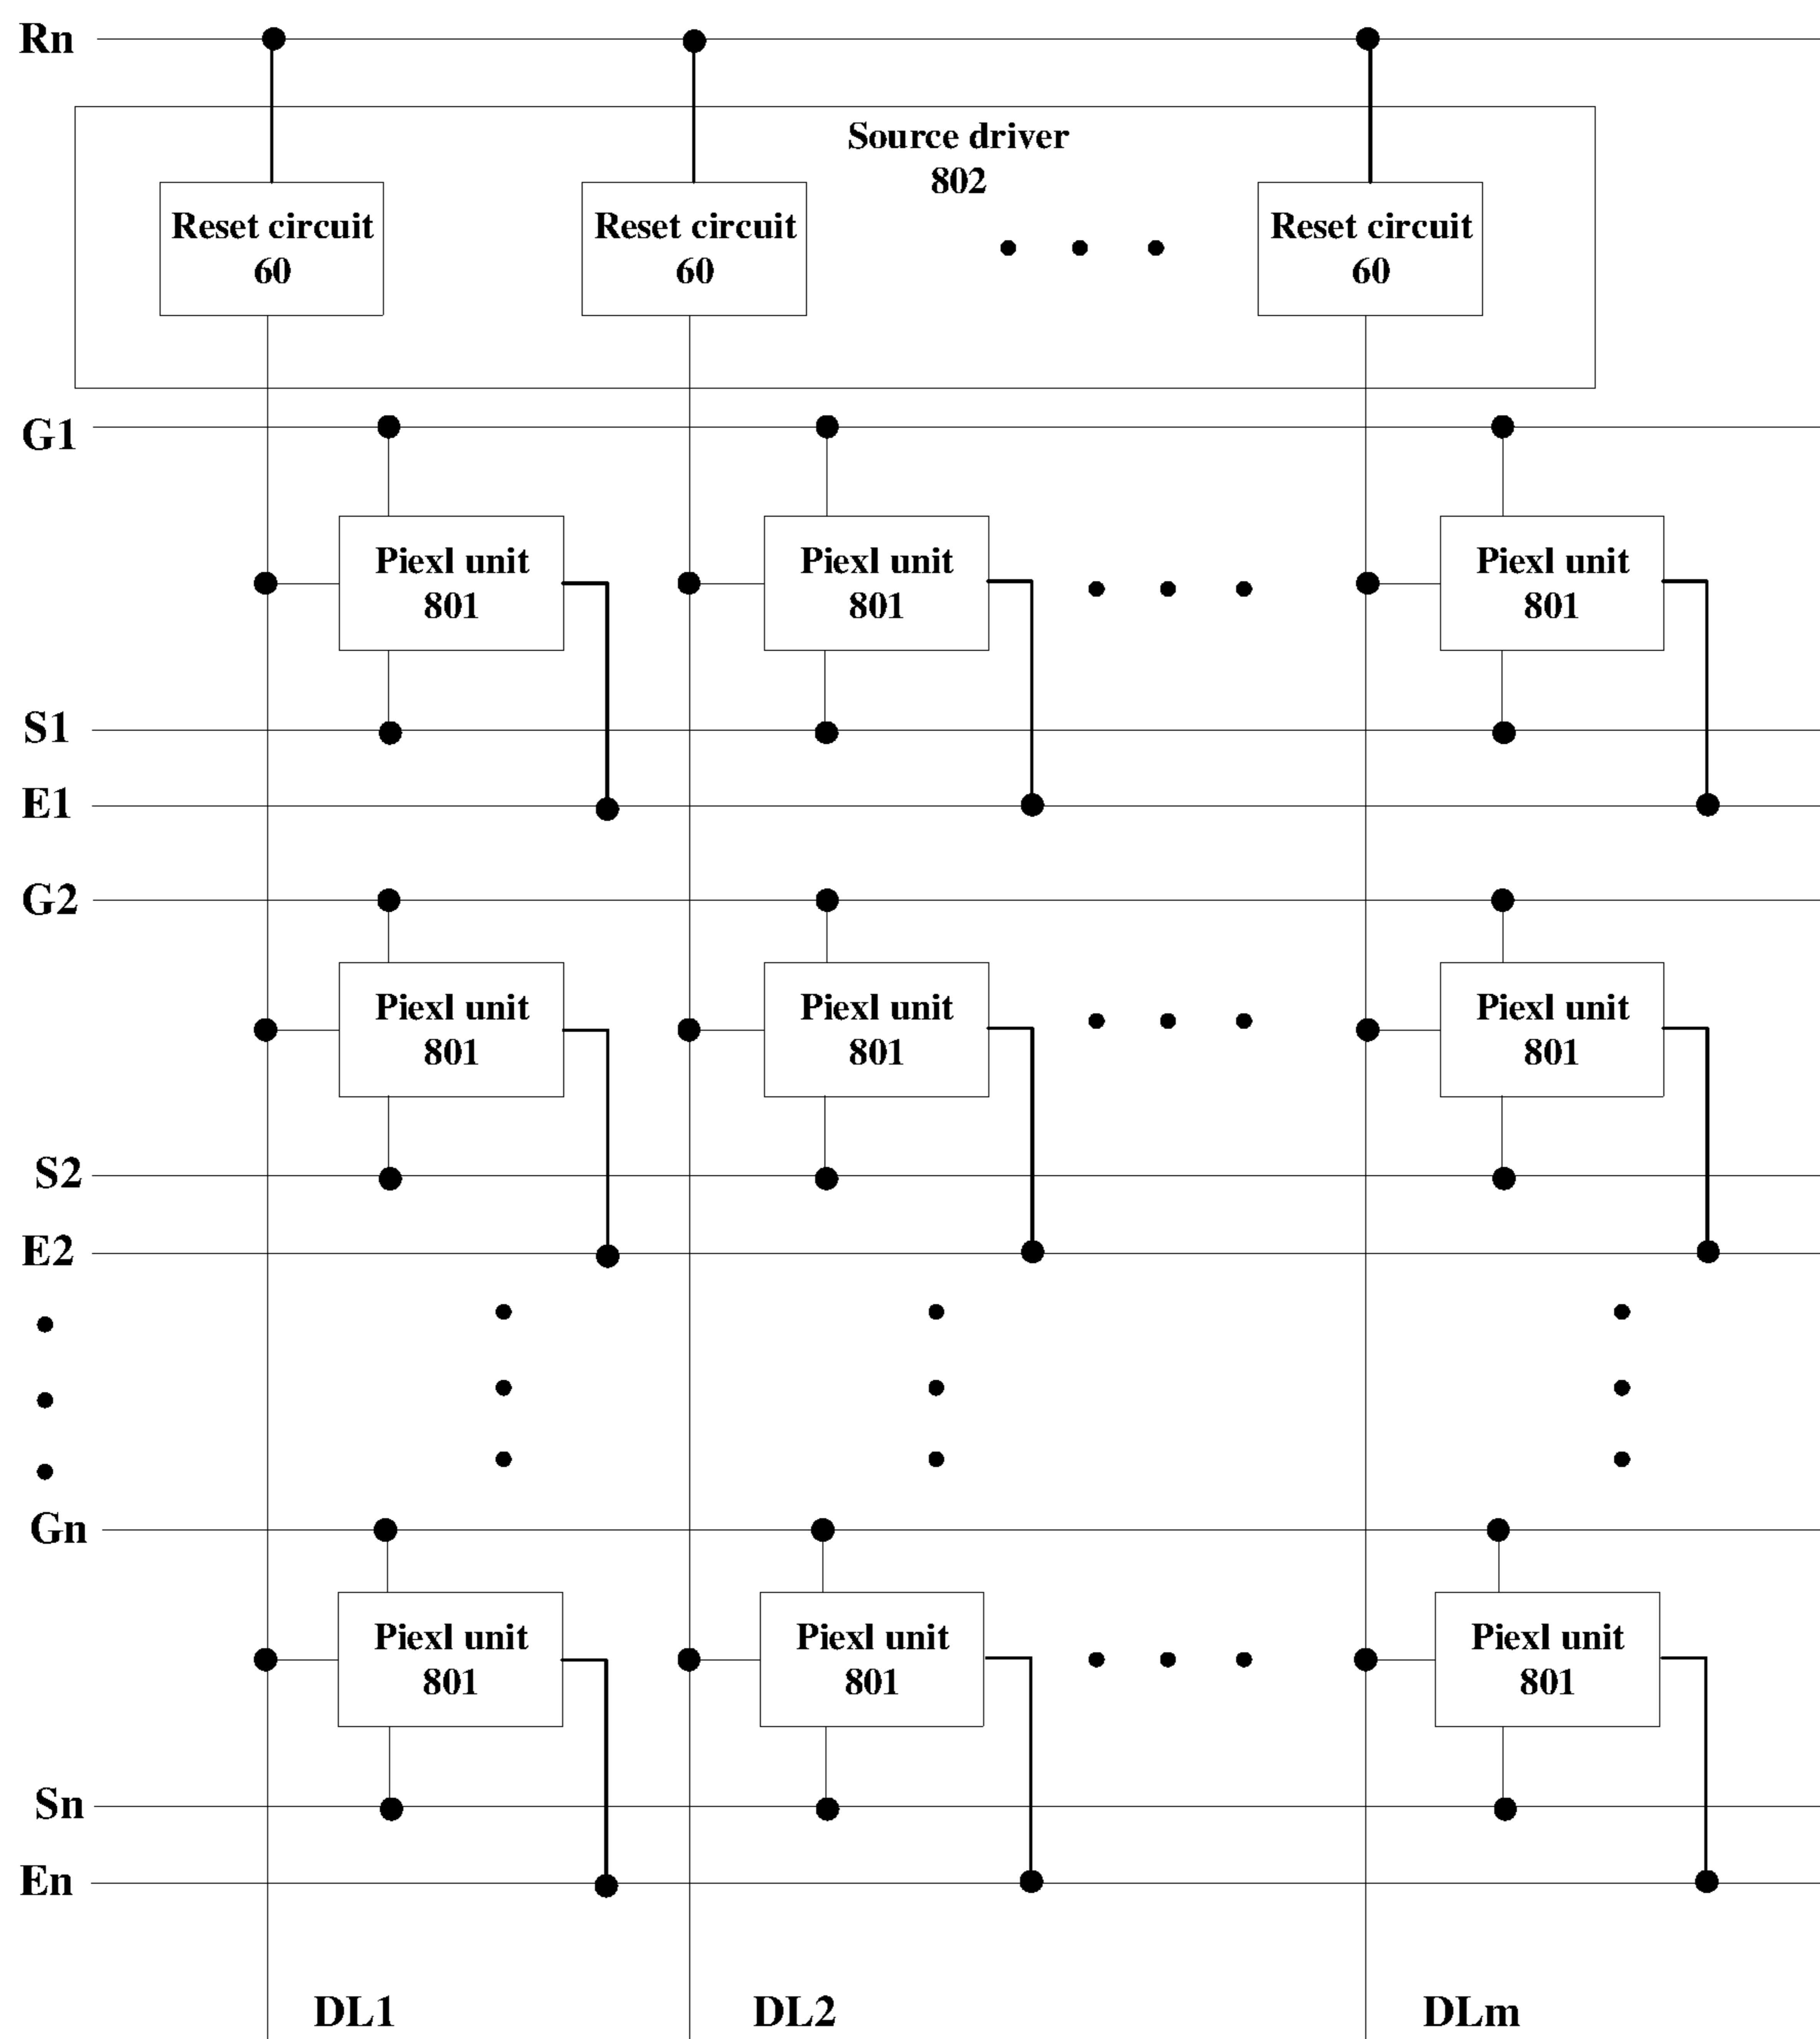 Rn
Source driver
802
Reset circuit
60
Reset circuit
60
Reset circuit
60
G1
Piexl unit
801
Piexl unit
801
Piexl unit
801
S1
E1
G2
Piexl unit
801
Piexl unit
801
Piexl unit
801
S2
E2
Gn
Piexl unit
801
Piexl unit
801
Piexl unit
801
Sn
En
DL1
DL2
DLm